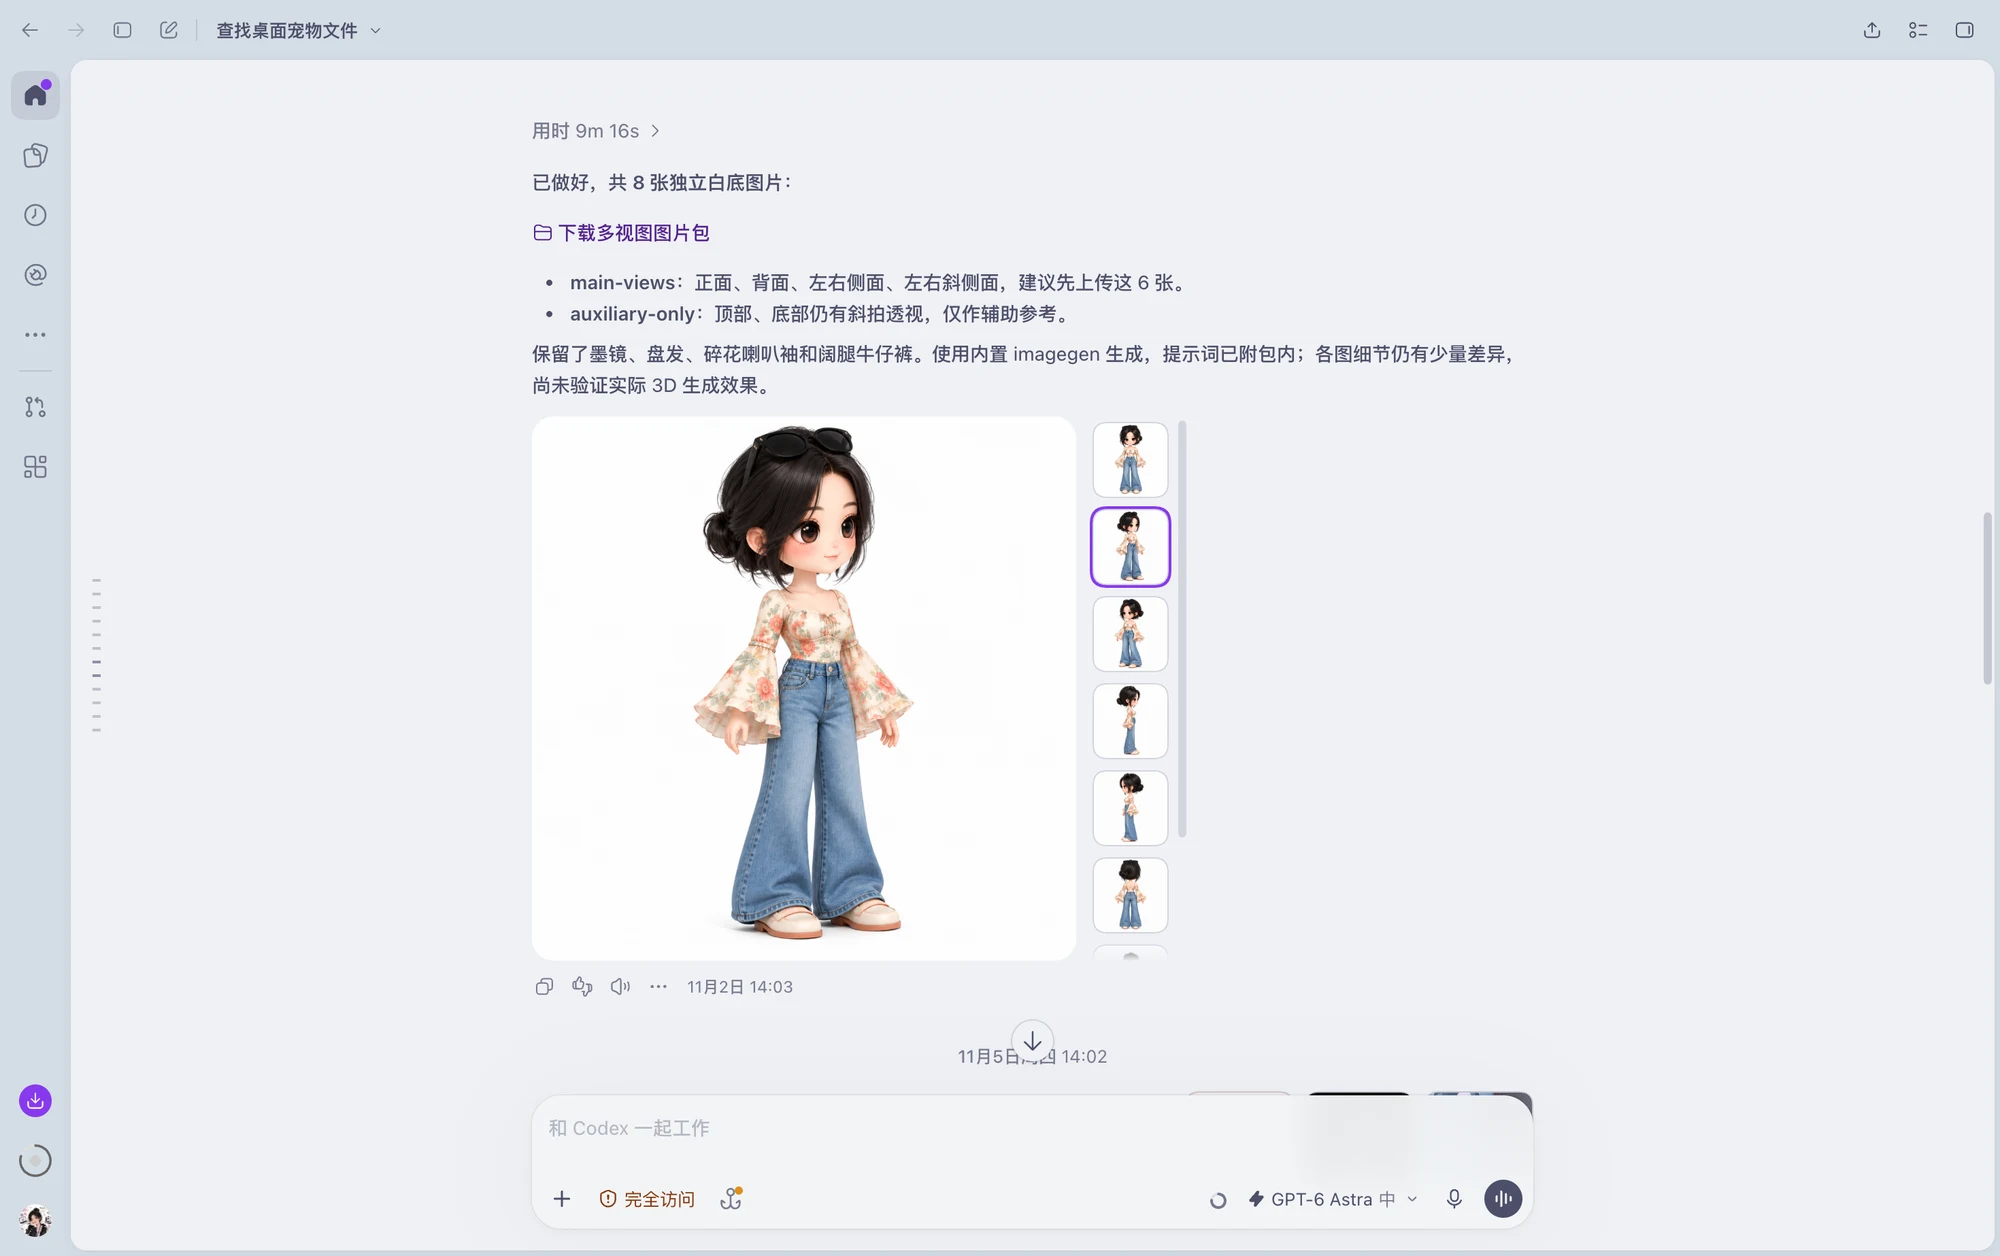 查找桌面宠物文件
用时 9m 16s
已做好，共 8 张独立白底图片：
下载多视图图片包
• main-views：正面、背面、左右侧面、左右斜侧面，建议先上传这 6 张。
• auxiliary-only：顶部、底部仍有斜拍透视，仅作辅助参考。
保留了墨镜、盘发、碎花喇叭袖和阔腿牛仔裤。使用内置 imagegen 生成，提示词已附包内；各图细节仍有少量差异，
尚未验证实际 3D 生成效果。
11月2日 14:03
11月5日周四 14:02
和 Codex 一起工作
完全访问
GPT-6 Astra 中